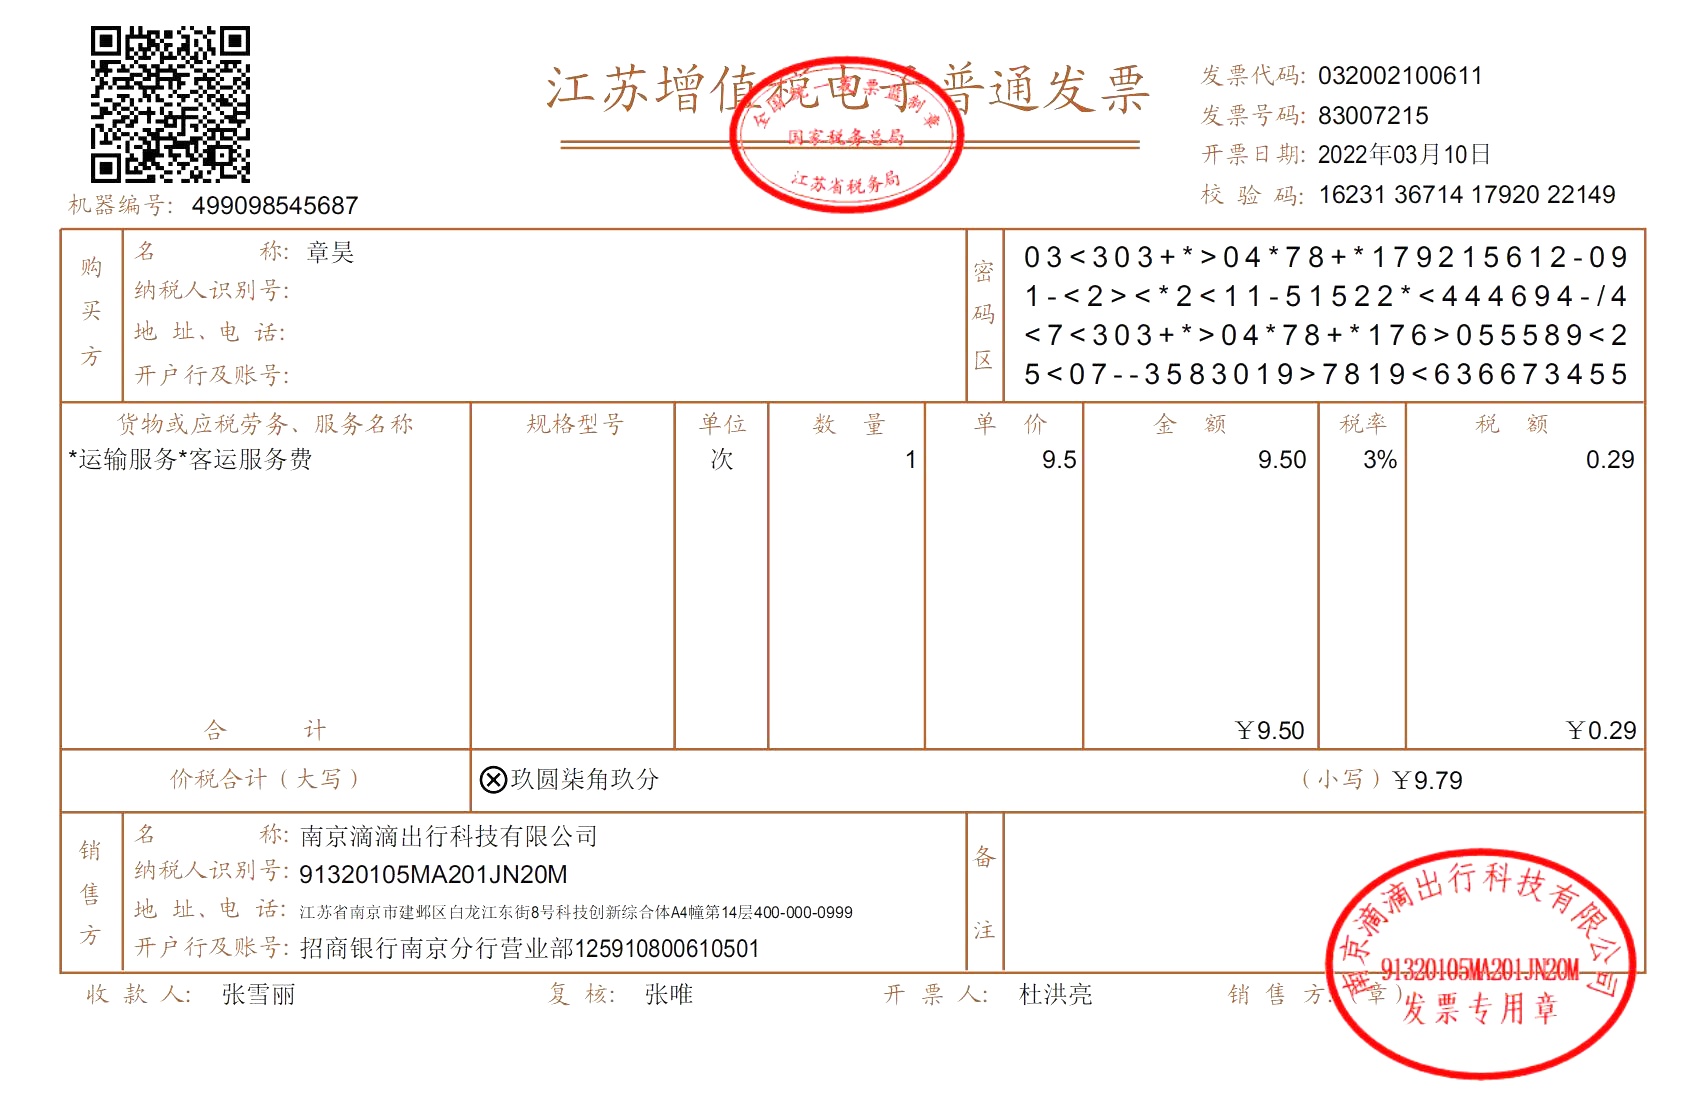 江苏增值税电子普通发票
全国统一发票监制章
国家税务总局
江苏省税务局
发票代码: 032002100611
发票号码: 83007215
开票日期: 2022年03月10日
校 验 码: 16231 36714 17920 22149
机器编号: 499098545687
购买方
名 称: 章昊
纳税人识别号:
地 址、电 话:
开户行及账号:
密码区
03<303+*>04*78+*179215612-09
1-<2><*2<11-51522*<444694-/4
<7<303+*>04*78+*176>055589<2
5<07--3583019>7819<636673455
货物或应税劳务、服务名称 规格型号 单位 数 量 单 价 金 额 税率 税 额
*运输服务*客运服务费 次 1 9.5 9.50 3% 0.29
合 计 ￥9.50 ￥0.29
价税合计（大写） ⊗玖圆柒角玖分 （小写）￥9.79
销售方
名 称: 南京滴滴出行科技有限公司
纳税人识别号: 91320105MA201JN20M
地 址、电 话: 江苏省南京市建邺区白龙江东街8号科技创新综合体A4幢第14层400-000-0999
开户行及账号: 招商银行南京分行营业部125910800610501
备注
收 款 人: 张雪丽 复 核: 张唯 开 票 人: 杜洪亮 销 售 方:（章）
南京滴滴出行科技有限公司
91320105MA201JN20M
发票专用章